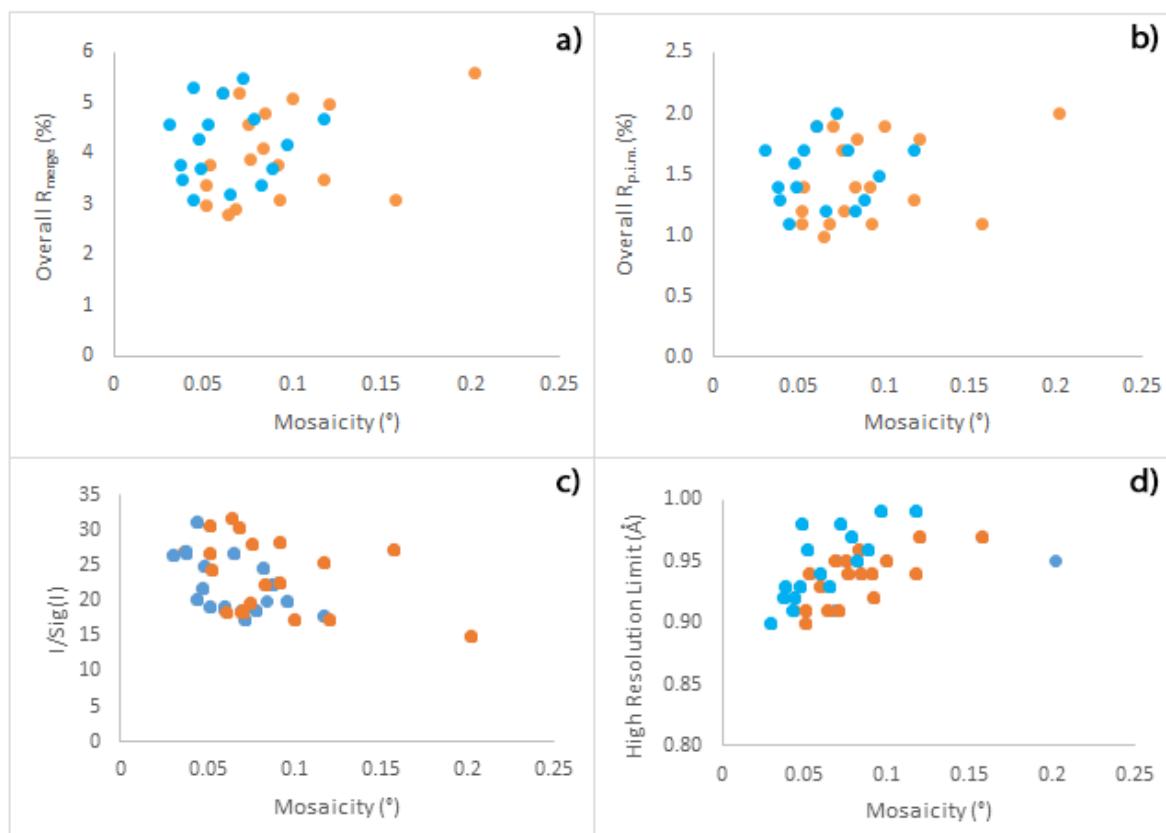 a)
6
5
4
3
2
1
0
Overall Rmerge (%)
0 0.05 0.1 0.15 0.2 0.25
Mosaicity (°)
b)
2.5
2.0
1.5
1.0
0.5
0.0
Overall Rp.i.m. (%)
0 0.05 0.1 0.15 0.2 0.25
Mosaicity (°)
c)
35
30
25
20
15
10
5
0
I/Sig(I)
0 0.05 0.1 0.15 0.2 0.25
Mosaicity (°)
d)
1.00
0.95
0.90
0.85
0.80
High Resolution Limit (Å)
0 0.05 0.1 0.15 0.2 0.25
Mosaicity (°)